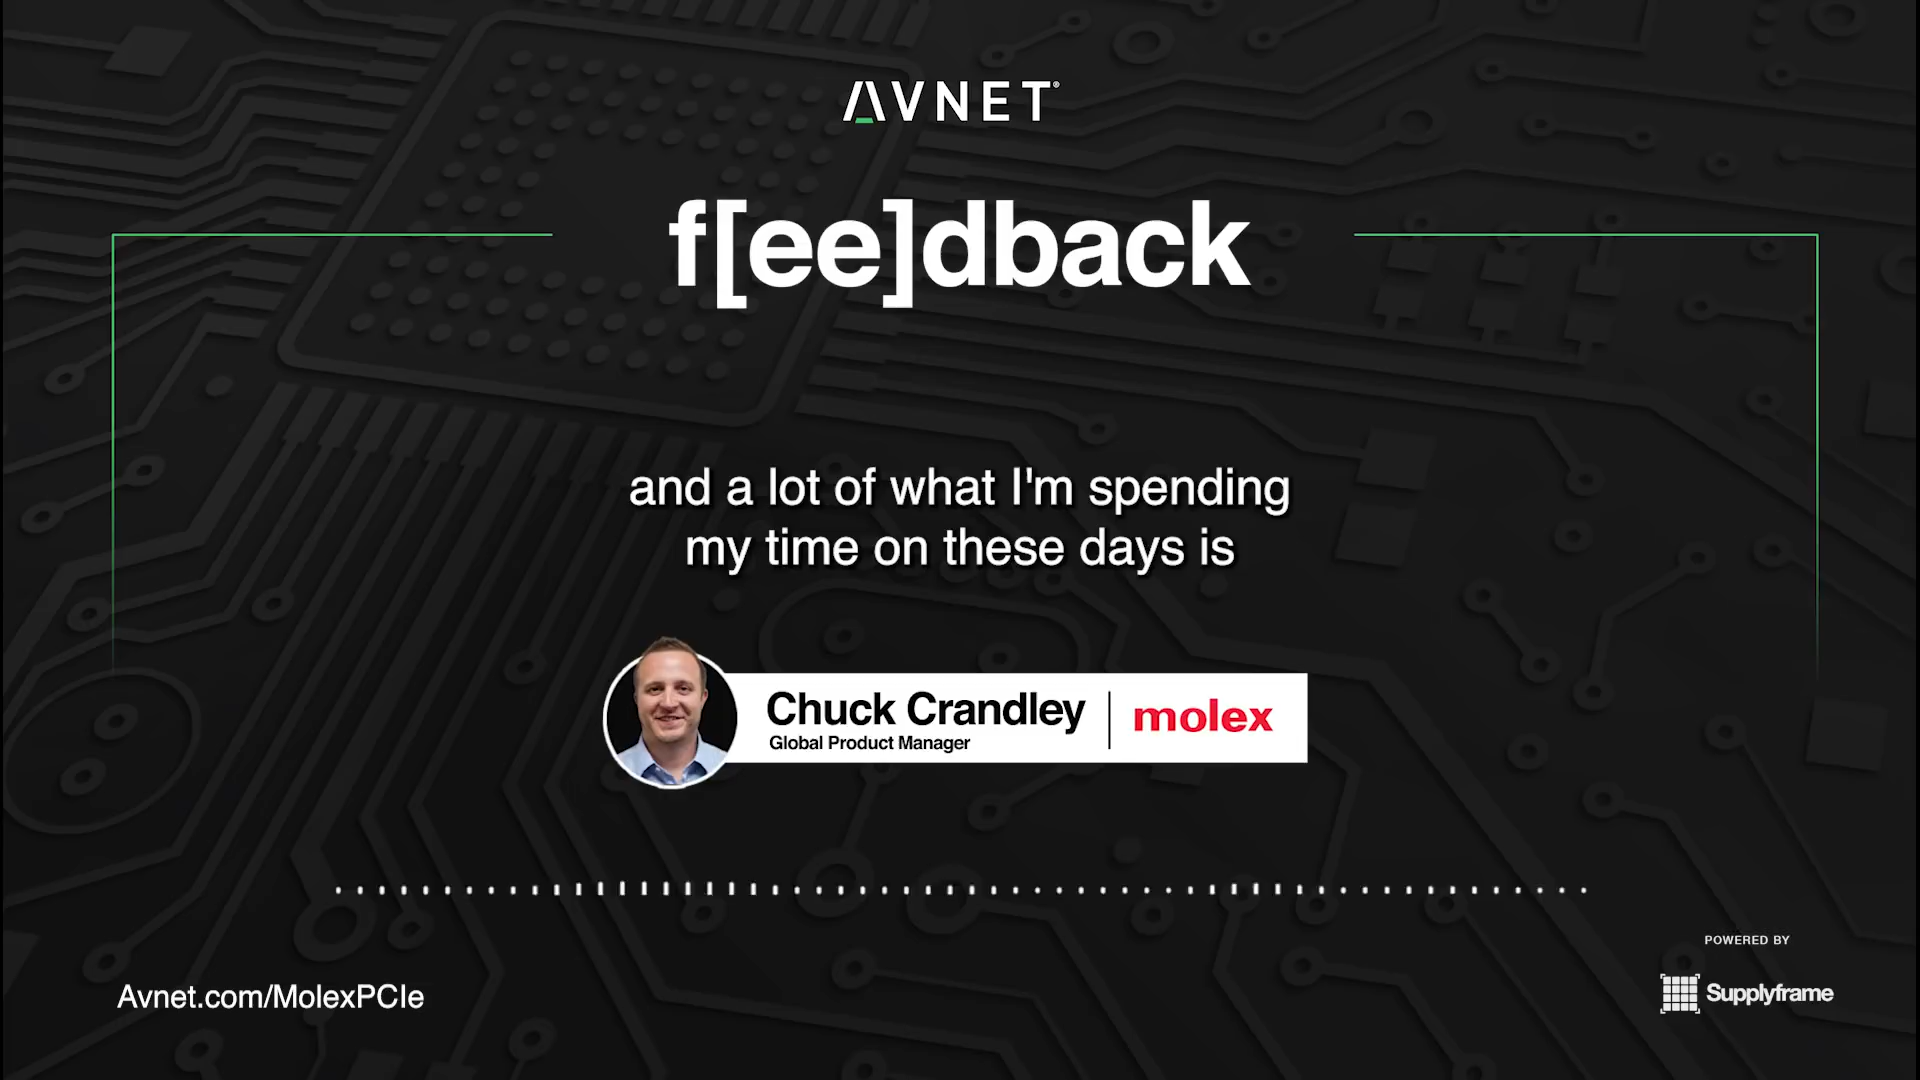 AVNET®
f[ee]dback
and a lot of what I'm spending
my time on these days is
Chuck Crandley
Global Product Manager
molex
POWERED BY
Supplyframe
Avnet.com/MolexPCIe